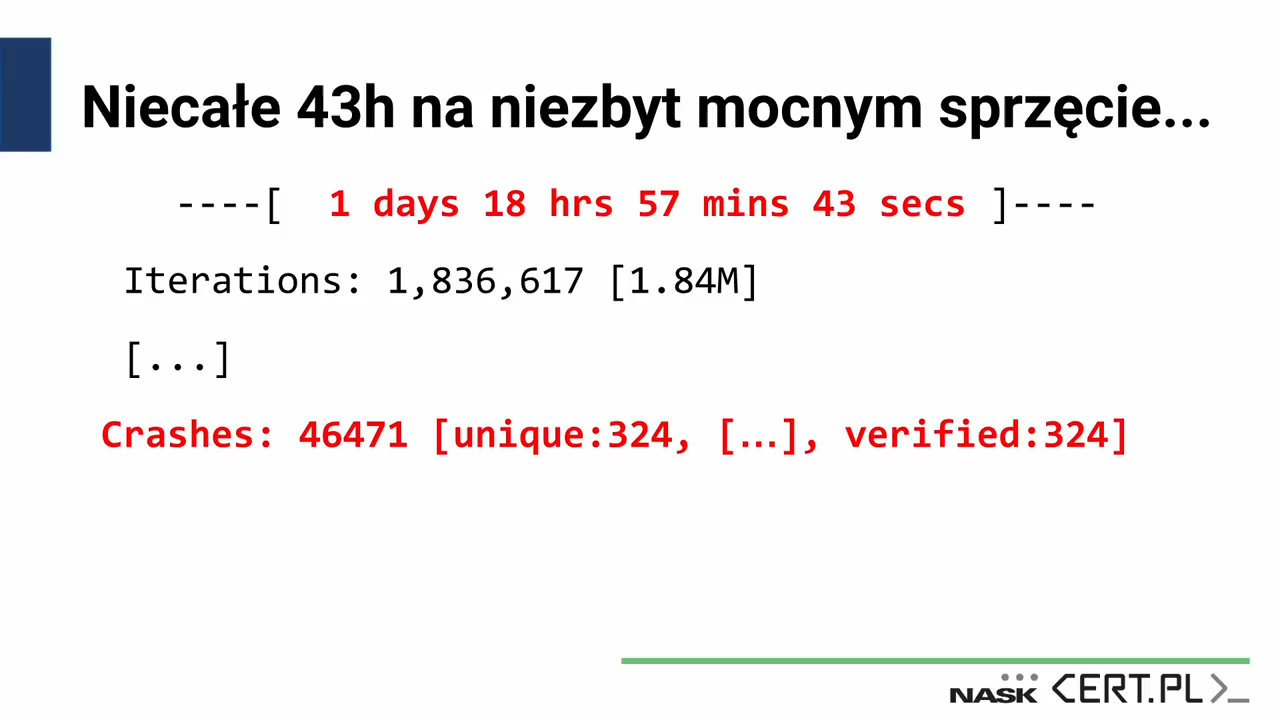 Niecałe 43h na niezbyt mocnym sprzęcie...
----[ 1 days 18 hrs 57 mins 43 secs ]----
Iterations: 1,836,617 [1.84M]
[...]
Crashes: 46471 [unique:324, [...], verified:324]
NASK CERT.PL>_